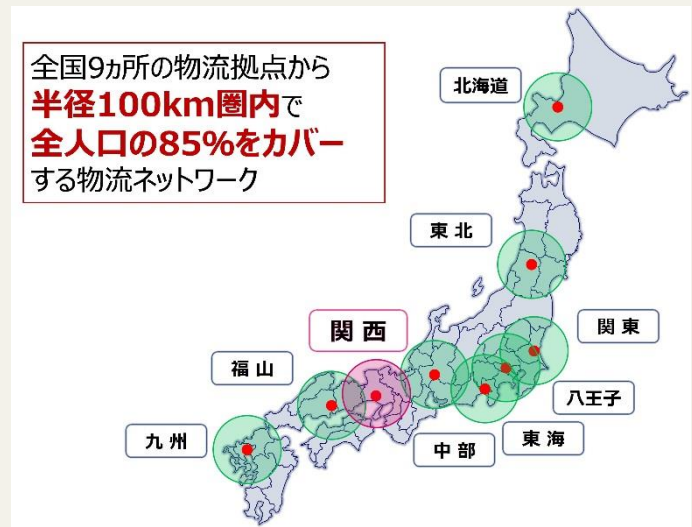 全国9ヵ所の物流拠点から
半径100km圏内で
全人口の85%をカバー
する物流ネットワーク
北海道
東北
関西
関東
福山
八王子
九州
中部
東海